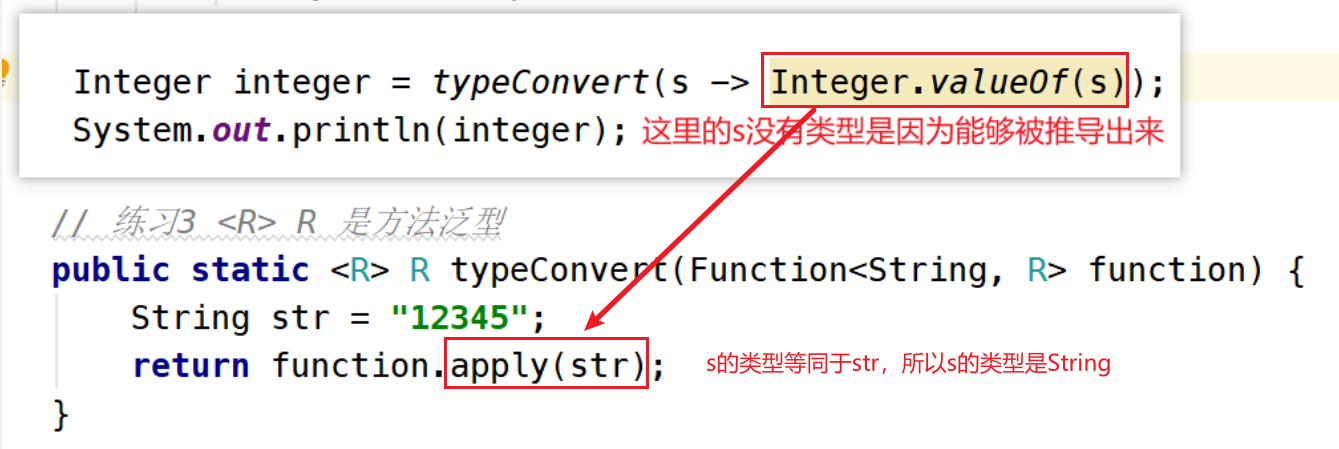 Integer integer = typeConvert(s -> Integer.valueOf(s));
System.out.println(integer); 这里的s没有类型是因为能够被推导出来
// 练习3 <R> R 是方法泛型
public static <R> R typeConvert(Function<String, R> function) {
String str = "12345";
return function.apply(str); s的类型等同于str，所以s的类型是String
}